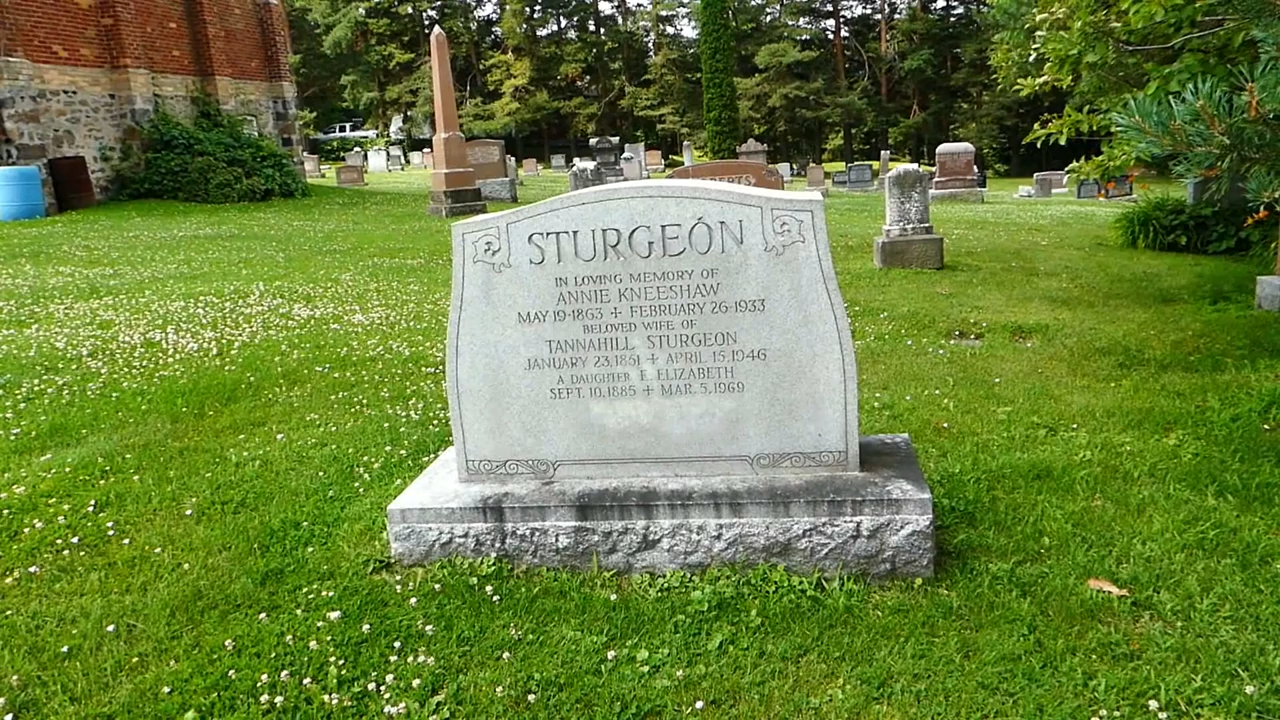 STURGEÓN
IN LOVING MEMORY OF
ANNIE KNEESHAW
MAY 19·1863 + FEBRUARY 26·1933
BELOVED WIFE OF
TANNAHILL STURGEON
JANUARY 23,1851 + APRIL 15,1946
A DAUGHTER E. ELIZABETH
SEPT. 10,1885 + MAR. 5,1969